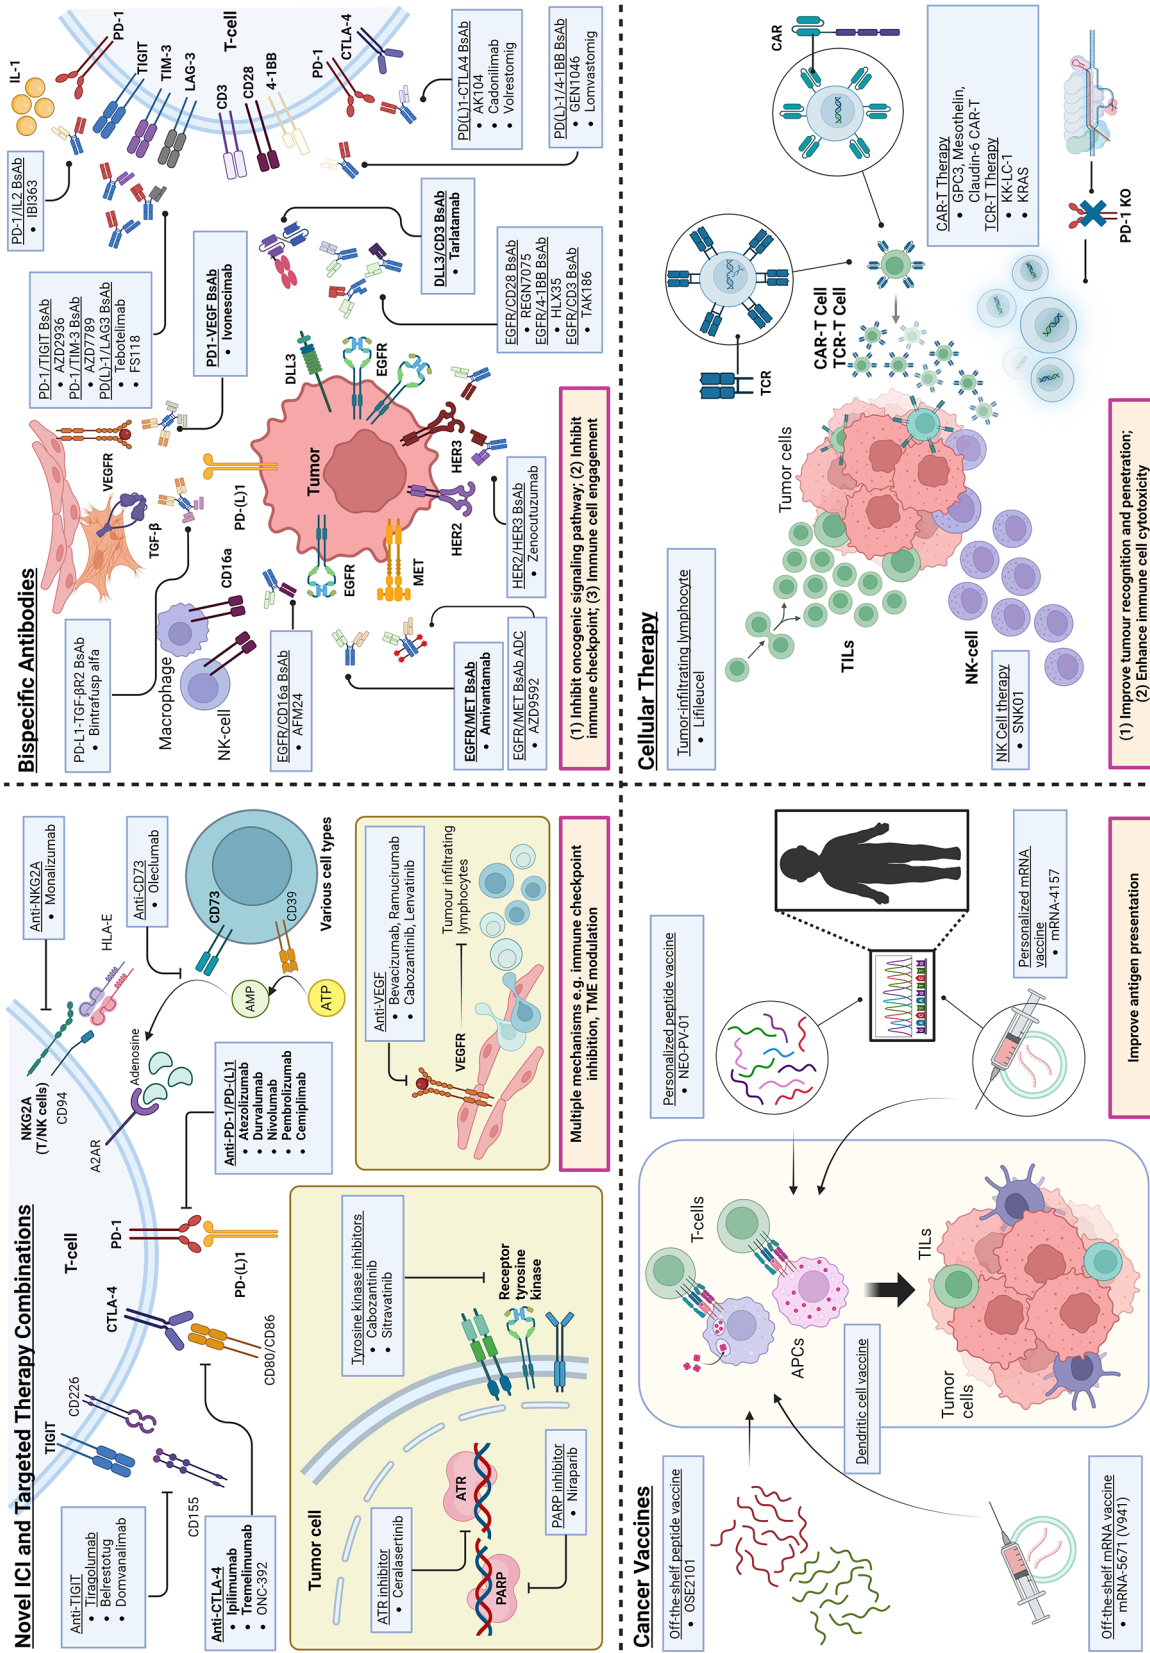 Novel ICI and Targeted Therapy Combinations
T-cell
Anti-TIGIT
• Tiragolumab
• Belrestotug
• Domvanalimab
TIGIT
CD226
CD155
Anti-CTLA-4
• Ipilimumab
• Tremelimumab
• ONC-392
CTLA-4
CD80/CD86
PD-1
PD-(L)1
Anti-PD-1/PD-(L)1
• Atezolizumab
• Durvalumab
• Nivolumab
• Pembrolizumab
• Cemiplimab
A2AR
Adenosine
NKG2A
(T/NK cells)
CD94
HLA-E
Anti-NKG2A
• Monalizumab
Anti-CD73
• Oleclumab
CD73
CD39
AMP
ATP
Various cell types
Tumor cell
ATR inhibitor
• Ceralasertinib
ATR
PARP
PARP inhibitor
• Niraparib
Tyrosine kinase inhibitors
• Cabozantinib
• Sitravatinib
Receptor
tyrosine
kinase
Anti-VEGF
• Bevacizumab, Ramucirumab
• Cabozantinib, Lenvatinib
VEGFR
Tumour infiltrating
lymphocytes
Multiple mechanisms e.g. immune checkpoint
inhibition, TME modulation
Bispecific Antibodies
PD-L1-TGF-βR2 BsAb
• Bintrafusp alfa
Macrophage
NK-cell
CD16a
TGF-β
VEGFR
EGFR/CD16a BsAb
• AFM24
EGFR/MET BsAb
• Amivantamab
EGFR/MET BsAb ADC
• AZD9592
EGFR
MET
HER2
HER3
HER2/HER3 BsAb
• Zenocutuzumab
Tumor
PD-(L)1
DLL3
EGFR
PD1-VEGF BsAb
• Ivonescimab
PD-1/TIGIT BsAb
• AZD2936
PD-1/TIM-3 BsAb
• AZD7789
PD(L)-1/LAG3 BsAb
• Tebotelimab
• FS118
PD-1/IL2 BsAb
• IBI363
IL-1
PD-1
TIGIT
TIM-3
LAG-3
T-cell
CD3
CD28
4-1BB
PD-1
CTLA-4
DLL3/CD3 BsAb
• Tarlatamab
EGFR/CD28 BsAb
• REGN7075
EGFR/4-1BB BsAb
• HLX35
EGFR/CD3 BsAb
• TAK186
PD(L)1-CTLA4 BsAb
• AK104
• Cadonilimab
• Volrestomig
PD(L)-1/4-1BB BsAb
• GEN1046
• Lomvastomig
(1) Inhibit oncogenic signaling pathway; (2) Inhibit
immune checkpoint; (3) Immune cell engagement
Cancer Vaccines
Off-the-shelf peptide vaccine
• OSE2101
Off-the-shelf mRNA vaccine
• mRNA-5671 (V941)
Dendritic cell vaccine
T-cells
APCs
Tumor
cells
TILs
Personalized peptide vaccine
• NEO-PV-01
Personalized mRNA
vaccine
• mRNA-4157
Improve antigen presentation
Cellular Therapy
Tumor-infiltrating lymphocyte
• Lifileucel
TILs
Tumor cells
NK-cell
NK Cell therapy
• SNK01
TCR
CAR-T Cell
TCR-T Cell
CAR
CAR-T Therapy
• GPC3, Mesothelin,
Claudin-6 CAR-T
TCR-T Therapy
• KK-LC-1
• KRAS
PD-1 KO
(1) Improve tumour recognition and penetration;
(2) Enhance immune cell cytotoxicity